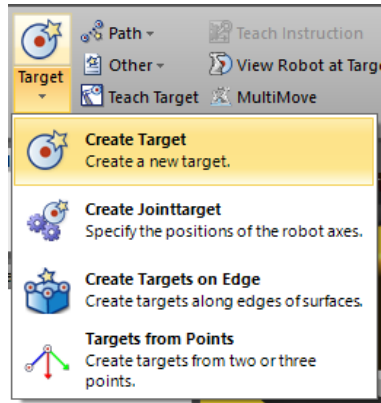 Path
Teach Instruction
Other
View Robot at Targ
Target
Teach Target
MultiMove
Create Target
Create a new target.
Create Jointtarget
Specify the positions of the robot axes.
Create Targets on Edge
Create targets along edges of surfaces.
Targets from Points
Create targets from two or three
points.